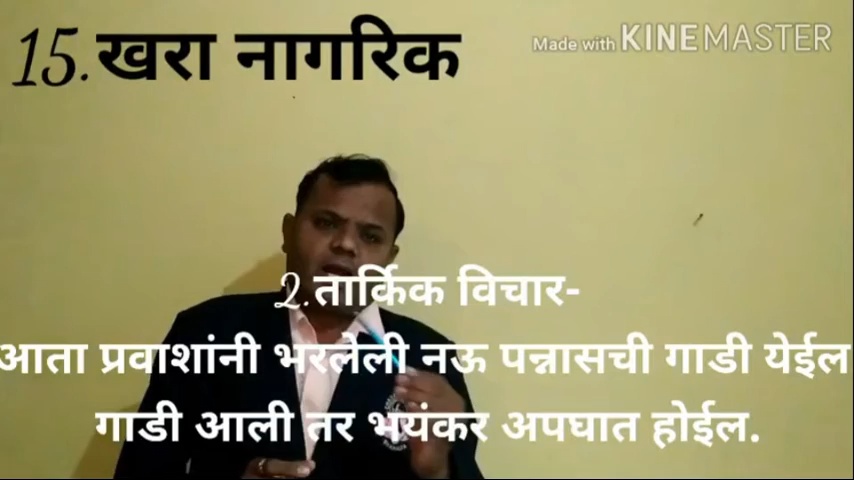 15.खरा नागरिक
Made with KINEMASTER
2.तार्किक विचार-
आता प्रवाशांनी भरलेली नऊ पन्नासची गाडी येईल
गाडी आली तर भयंकर अपघात होईल.